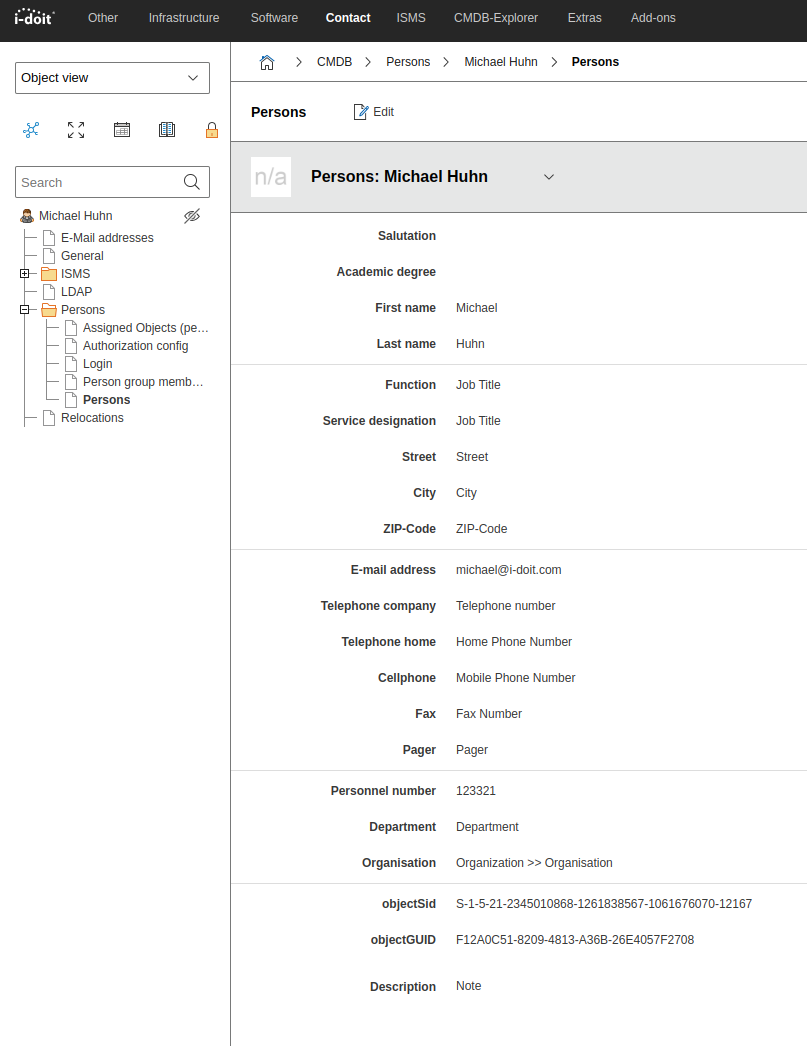 i-doit Other Infrastructure Software Contact ISMS CMDB-Explorer Extras Add-ons
Object view
Search
Michael Huhn
E-Mail addresses
General
ISMS
LDAP
Persons
Assigned Objects (pe…
Authorization config
Login
Person group memb…
Persons
Relocations
CMDB Persons Michael Huhn Persons
Persons Edit
n/a Persons: Michael Huhn
Salutation
Academic degree
First name Michael
Last name Huhn
Function Job Title
Service designation Job Title
Street Street
City City
ZIP-Code ZIP-Code
E-mail address michael@i-doit.com
Telephone company Telephone number
Telephone home Home Phone Number
Cellphone Mobile Phone Number
Fax Fax Number
Pager Pager
Personnel number 123321
Department Department
Organisation Organization >> Organisation
objectSid S-1-5-21-2345010868-1261838567-1061676070-12167
objectGUID F12A0C51-8209-4813-A36B-26E4057F2708
Description Note